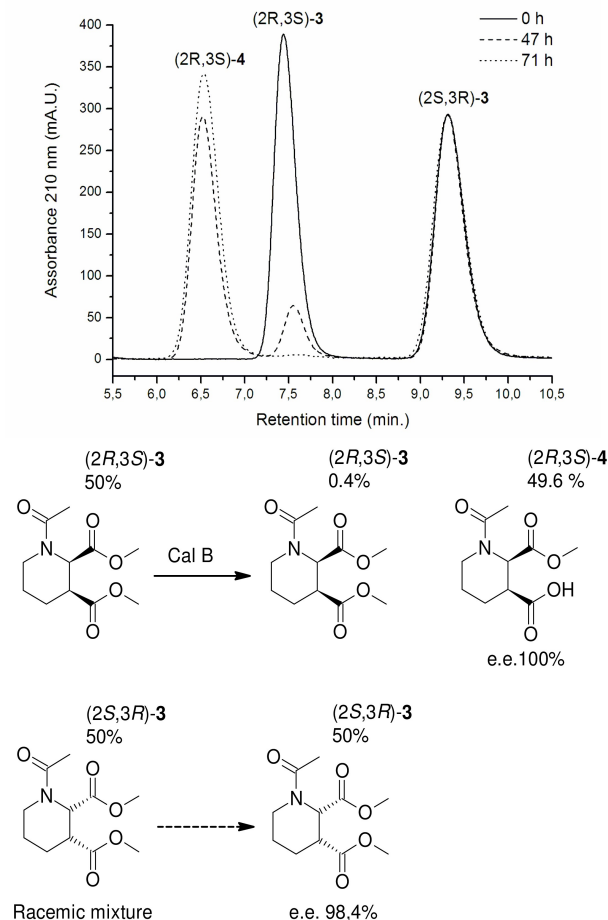 400
350
300
250
200
150
100
50
0
Assorbance 210 nm (mA.U.)
(2R,3S)-4
(2R,3S)-3
(2S,3R)-3
0 h
47 h
71 h
5,5 6,0 6,5 7,0 7,5 8,0 8,5 9,0 9,5 10,0 10,5
Retention time (min.)
(2R,3S)-3
50%
(2R,3S)-3
0.4%
(2R,3S)-4
49.6 %
O
N
O
O
O
O
Cal B
O
N
O
O
O
O
O
N
O
O
OH
O
e.e.100%
(2S,3R)-3
50%
(2S,3R)-3
50%
O
N
O
O
O
O
O
N
O
O
O
O
Racemic mixture
e.e. 98,4%